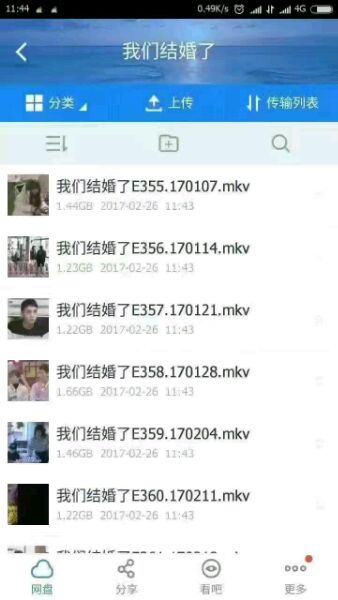 11:44
0.49K/s
4G
我们结婚了
分类
上传
传输列表
我们结婚了E355.170107.mkv
1.44GB 2017-02-26 11:43
我们结婚了E356.170114.mkv
1.23GB 2017-02-26 11:43
我们结婚了E357.170121.mkv
1.22GB 2017-02-26 11:43
我们结婚了E358.170128.mkv
1.66GB 2017-02-26 11:43
我们结婚了E359.170204.mkv
1.46GB 2017-02-26 11:43
我们结婚了E360.170211.mkv
1.22GB 2017-02-26 11:43
网盘
分享
看吧
更多